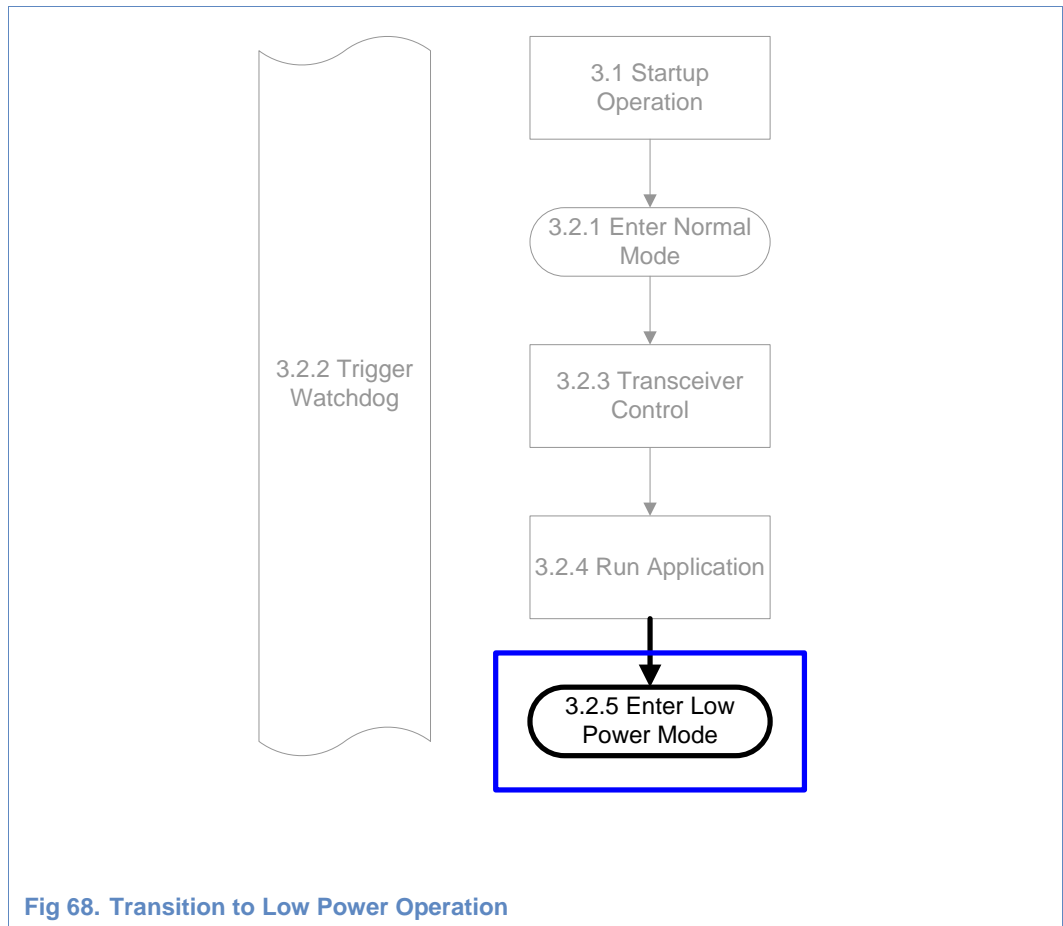 3.1 Startup
Operation
3.2.1 Enter Normal
Mode
3.2.2 Trigger
Watchdog
3.2.3 Transceiver
Control
3.2.4 Run Application
3.2.5 Enter Low
Power Mode
Fig 68. Transition to Low Power Operation